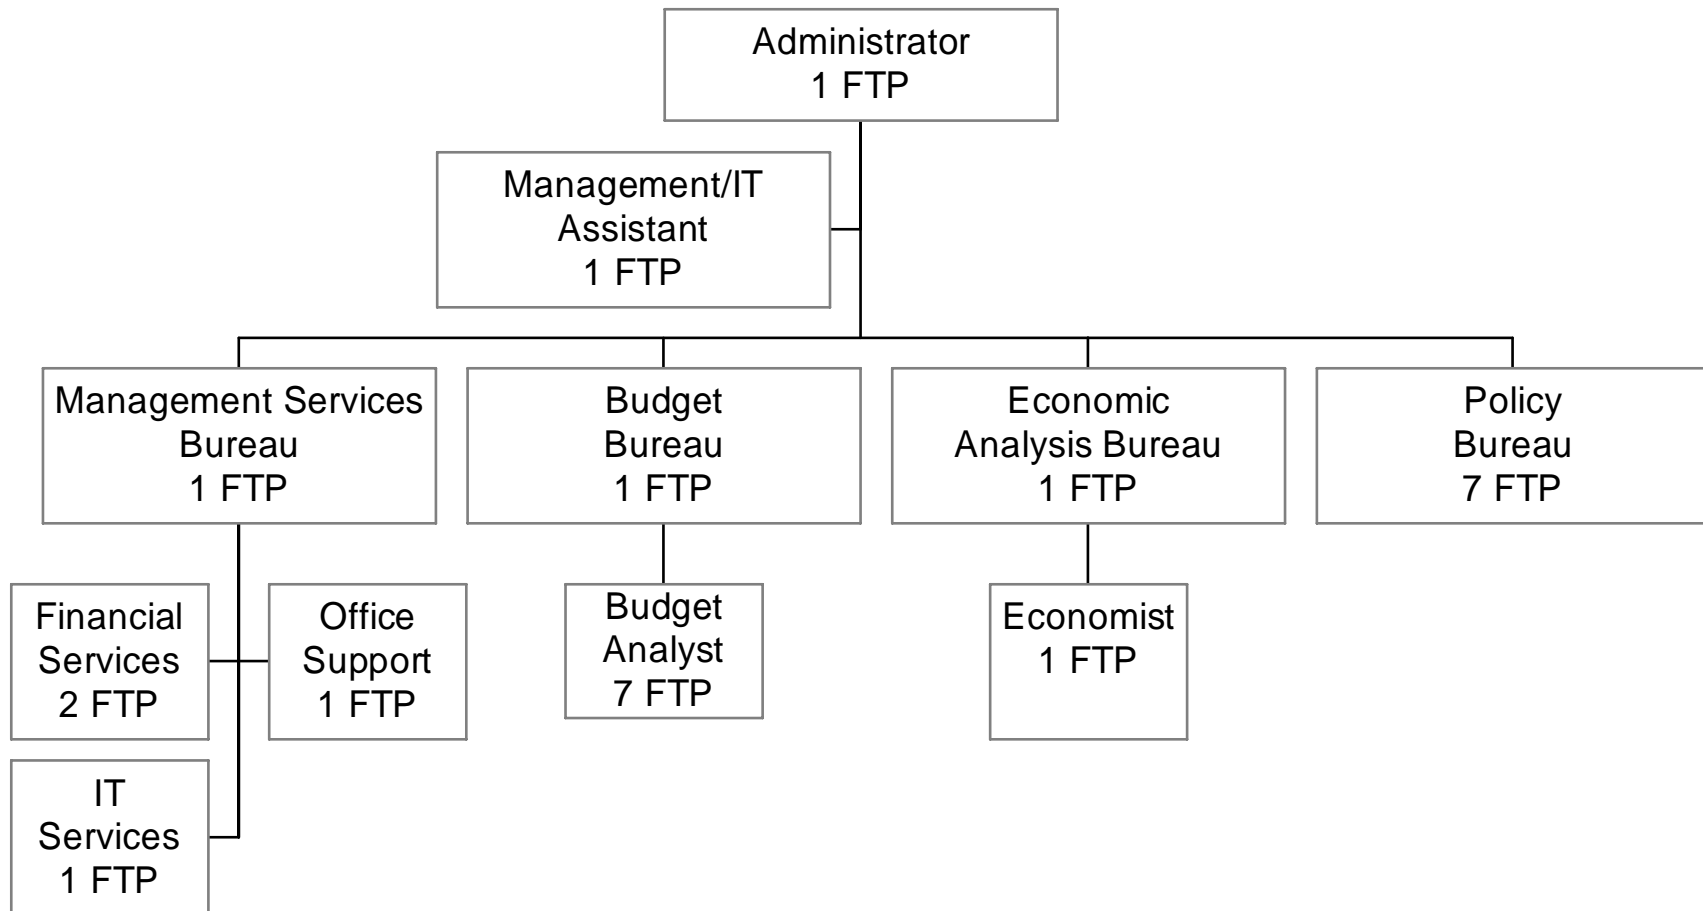 Administrator
1 FTP
Management/IT
Assistant
1 FTP
Management Services
Bureau
1 FTP
Budget
Bureau
1 FTP
Economic
Analysis Bureau
1 FTP
Policy
Bureau
7 FTP
Financial
Services
2 FTP
Office
Support
1 FTP
Budget
Analyst
7 FTP
Economist
1 FTP
IT
Services
1 FTP